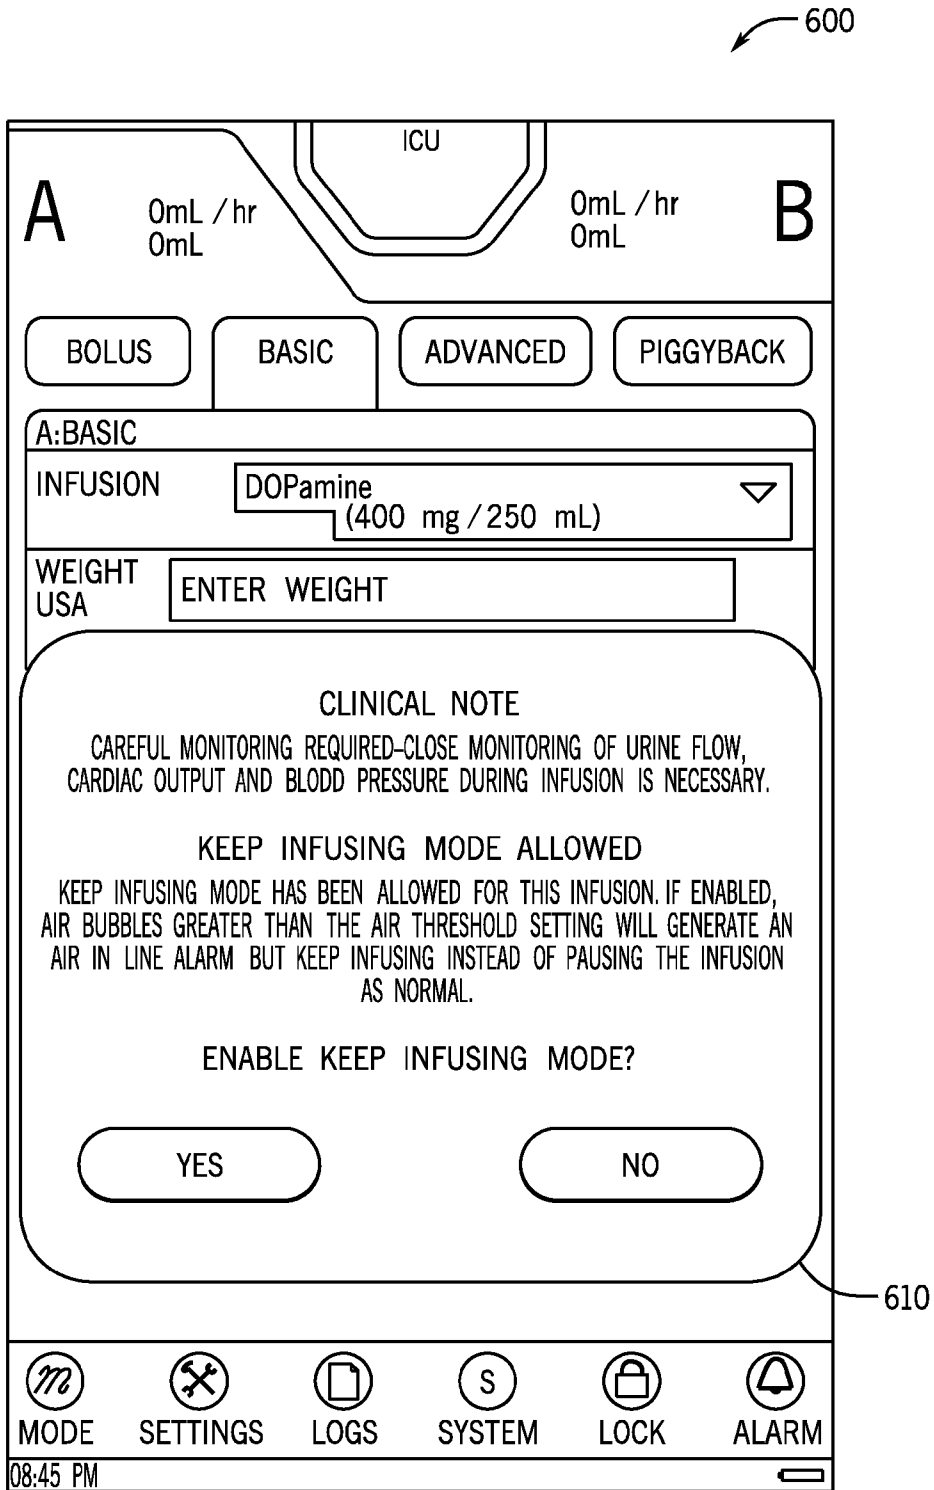 600
ICU
A
0mL / hr
0mL
0mL / hr
0mL
B
BOLUS
BASIC
ADVANCED
PIGGYBACK
A:BASIC
INFUSION
DOPamine
(400 mg / 250 mL)
WEIGHT
USA
ENTER WEIGHT
CLINICAL NOTE
CAREFUL MONITORING REQUIRED–CLOSE MONITORING OF URINE FLOW,
CARDIAC OUTPUT AND BLODD PRESSURE DURING INFUSION IS NECESSARY.
KEEP INFUSING MODE ALLOWED
KEEP INFUSING MODE HAS BEEN ALLOWED FOR THIS INFUSION. IF ENABLED,
AIR BUBBLES GREATER THAN THE AIR THRESHOLD SETTING WILL GENERATE AN
AIR IN LINE ALARM BUT KEEP INFUSING INSTEAD OF PAUSING THE INFUSION
AS NORMAL.
ENABLE KEEP INFUSING MODE?
YES
NO
610
m
S
MODE
SETTINGS
LOGS
SYSTEM
LOCK
ALARM
08:45 PM